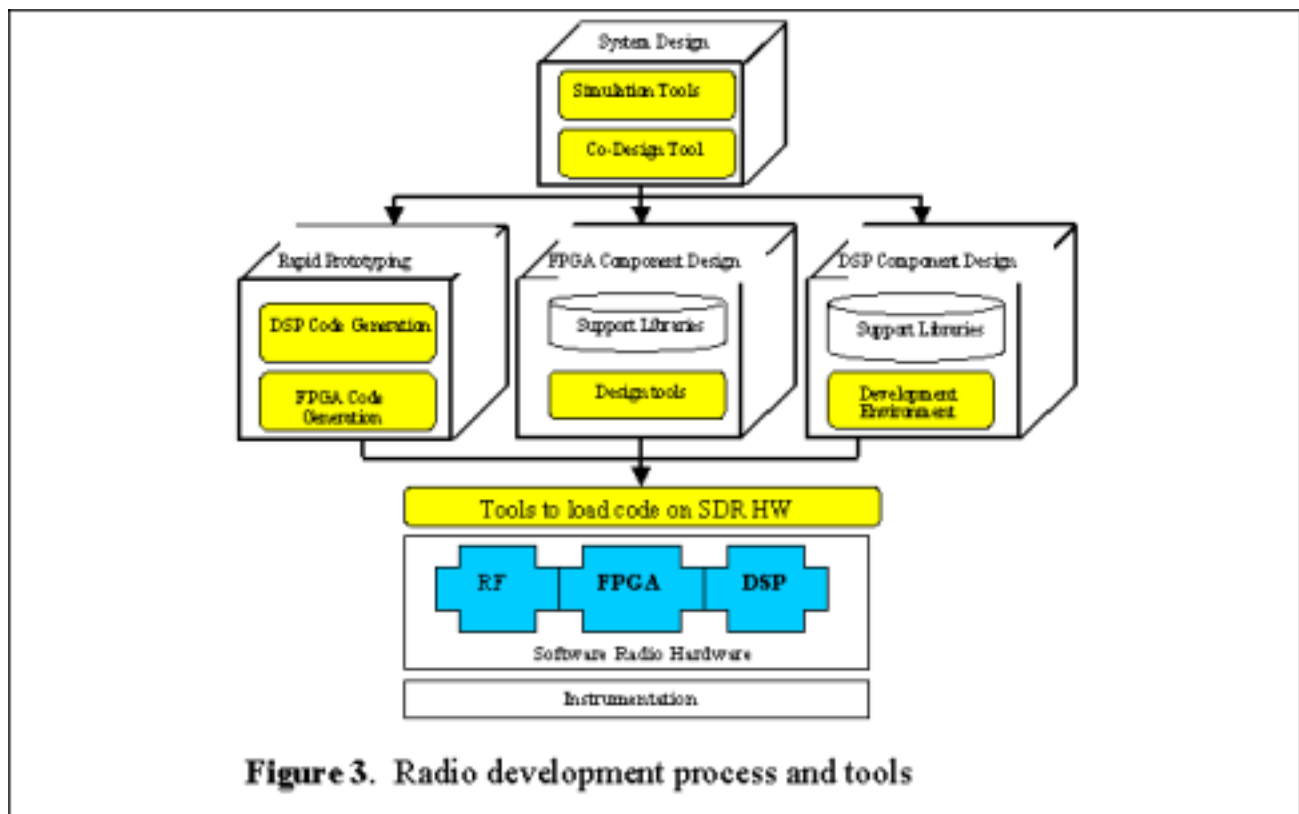 System Design
Simulation Tools
Co-Design Tool
Rapid Prototyping
DSP Code Generation
FPGA Code
Generation
FPGA Component Design
Support Libraries
Design tools
DSP Component Design
Support Libraries
Development
Environment
Tools to load code on SDR HW
RF
FPGA
DSP
Software Radio Hardware
Instrumentation
Figure 3. Radio development process and tools